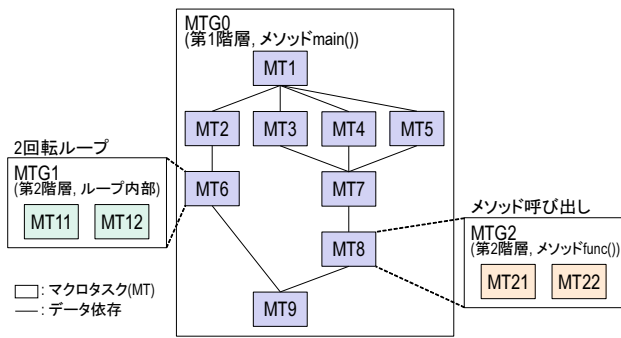 MTG0
(第1階層, メソッドmain())
MT1
MT2
MT3
MT4
MT5
2回転ループ
MTG1
(第2階層, ループ内部)
MT11
MT12
MT6
MT7
メソッド呼び出し
MTG2
(第2階層, メソッドfunc())
MT21
MT22
MT8
MT9
: マクロタスク(MT)
: データ依存